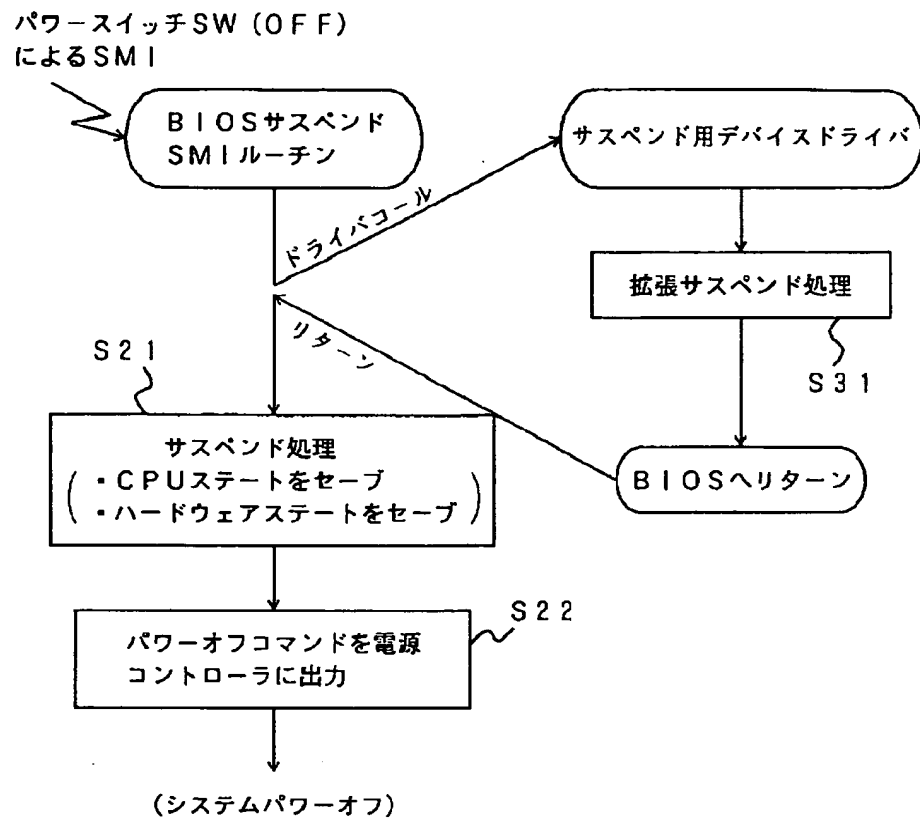 パワースイッチSW(OFF)
によるSMI
BIOSサスペンド
SMIルーチン
サスペンド用デバイスドライバ
ドライバコール
拡張サスペンド処理
リターン
S21
S31
サスペンド処理
・CPUステートをセーブ
・ハードウェアステートをセーブ
BIOSへリターン
S22
パワーオフコマンドを電源
コントローラに出力
(システムパワーオフ)